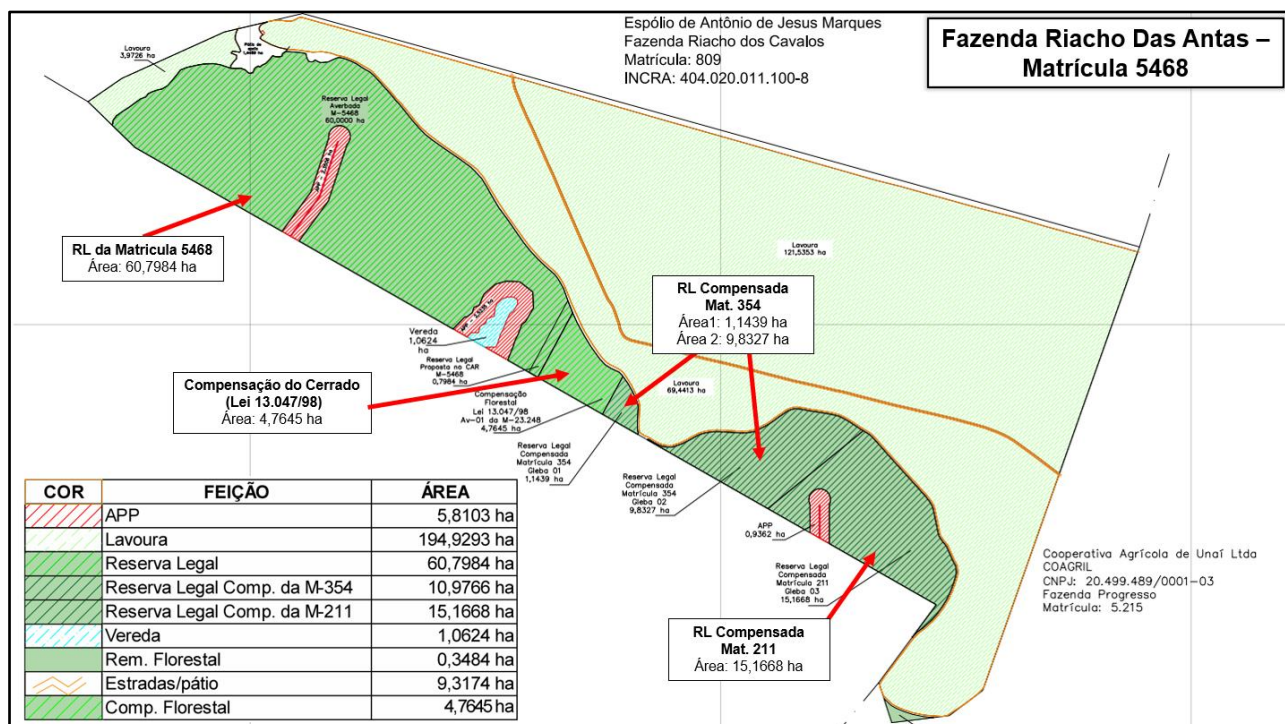 Espólio de Antônio de Jesus Marques
Fazenda Riacho dos Cavalos
Matrícula: 809
INCRA: 404.020.011.100-8
Fazenda Riacho Das Antas –
Matrícula 5468
Lavoura
3,9726 ha
Pátio de
apoio
Reserva Legal
Averbada
M-5468
60,0000 ha
RL da Matricula 5468
Área: 60,7984 ha
Lavoura
121,5353 ha
RL Compensada
Mat. 354
Área1: 1,1439 ha
Área 2: 9,8327 ha
Vereda
1,0624
ha
Reserva Legal
Proposta no CAR
M-5468
0,7984 ha
Compensação do Cerrado
(Lei 13.047/98)
Área: 4,7645 ha
Compensação
Florestal
Lei 13.047/98
Av-01 da M-23.248
4,7645 ha
Lavoura
69,4413 ha
Reserva Legal
Compensada
Matrícula 354
Gleba 01
1,1439 ha
Reserva Legal
Compensada
Matrícula 354
Gleba 02
9,8327 ha
APP
0,9362 ha
Reserva Legal
Compensada
Matrícula 211
Gleba 03
15,1668 ha
RL Compensada
Mat. 211
Área: 15,1668 ha
Cooperativa Agrícola de Unaí Ltda
COAGRIL
CNPJ: 20.499.489/0001-03
Fazenda Progresso
Matrícula: 5.215
COR FEIÇÃO ÁREA
APP 5,8103 ha
Lavoura 194,9293 ha
Reserva Legal 60,7984 ha
Reserva Legal Comp. da M-354 10,9766 ha
Reserva Legal Comp. da M-211 15,1668 ha
Vereda 1,0624 ha
Rem. Florestal 0,3484 ha
Estradas/pátio 9,3174 ha
Comp. Florestal 4,7645 ha